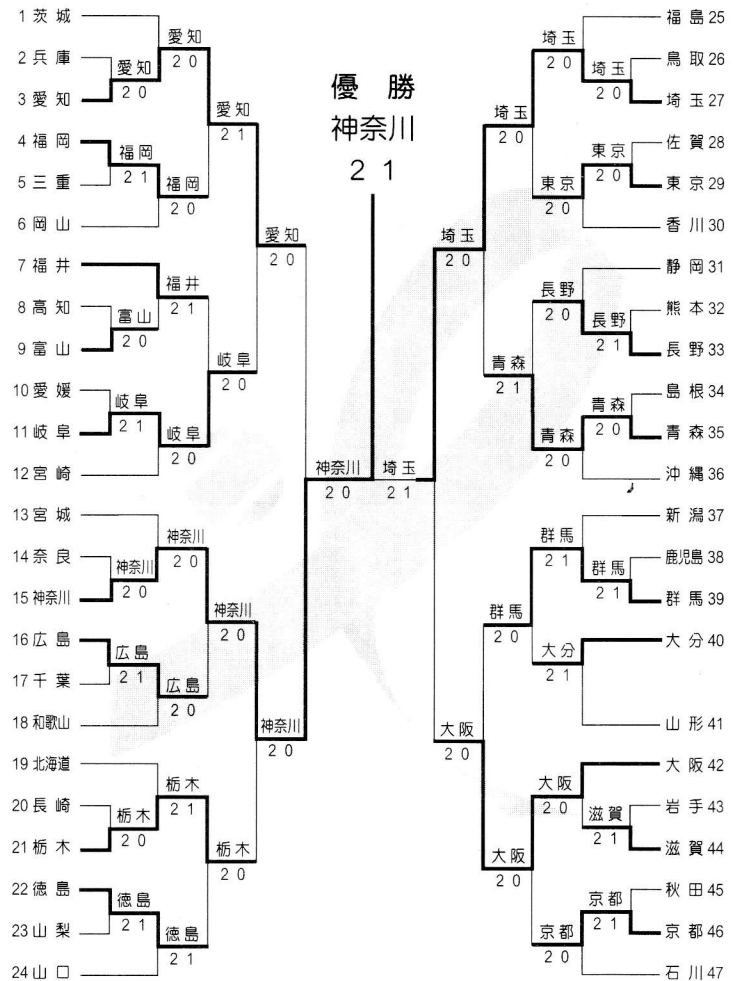 優勝
神奈川
2 1
1 茨城
2 兵庫
3 愛知
4 福岡
5 三重
6 岡山
7 福井
8 高知
9 富山
10 愛媛
11 岐阜
12 宮崎
13 宮城
14 奈良
15 神奈川
16 広島
17 千葉
18 和歌山
19 北海道
20 長崎
21 栃木
22 徳島
23 山梨
24 山口
愛知
2 0
福岡
2 1
富山
2 0
岐阜
2 1
神奈川
2 0
広島
2 1
栃木
2 0
徳島
2 1
愛知
2 0
福岡
2 0
福井
2 1
岐阜
2 0
神奈川
2 0
広島
2 0
栃木
2 1
徳島
2 1
愛知
2 1
岐阜
2 0
神奈川
2 0
栃木
2 0
愛知
2 0
神奈川
2 0
神奈川
2 0
埼玉
2 1
埼玉
2 0
大阪
2 0
埼玉
2 0
青森
2 1
群馬
2 0
大阪
2 0
埼玉
2 0
東京
2 0
長野
2 0
青森
2 0
群馬
2 1
大分
2 1
大阪
2 0
京都
2 0
埼玉
2 0
東京
2 0
長野
2 1
青森
2 0
群馬
2 1
滋賀
2 1
京都
2 1
福島 25
鳥取 26
埼玉 27
佐賀 28
東京 29
香川 30
静岡 31
熊本 32
長野 33
島根 34
青森 35
沖縄 36
新潟 37
鹿児島 38
群馬 39
大分 40
山形 41
大阪 42
岩手 43
滋賀 44
秋田 45
京都 46
石川 47